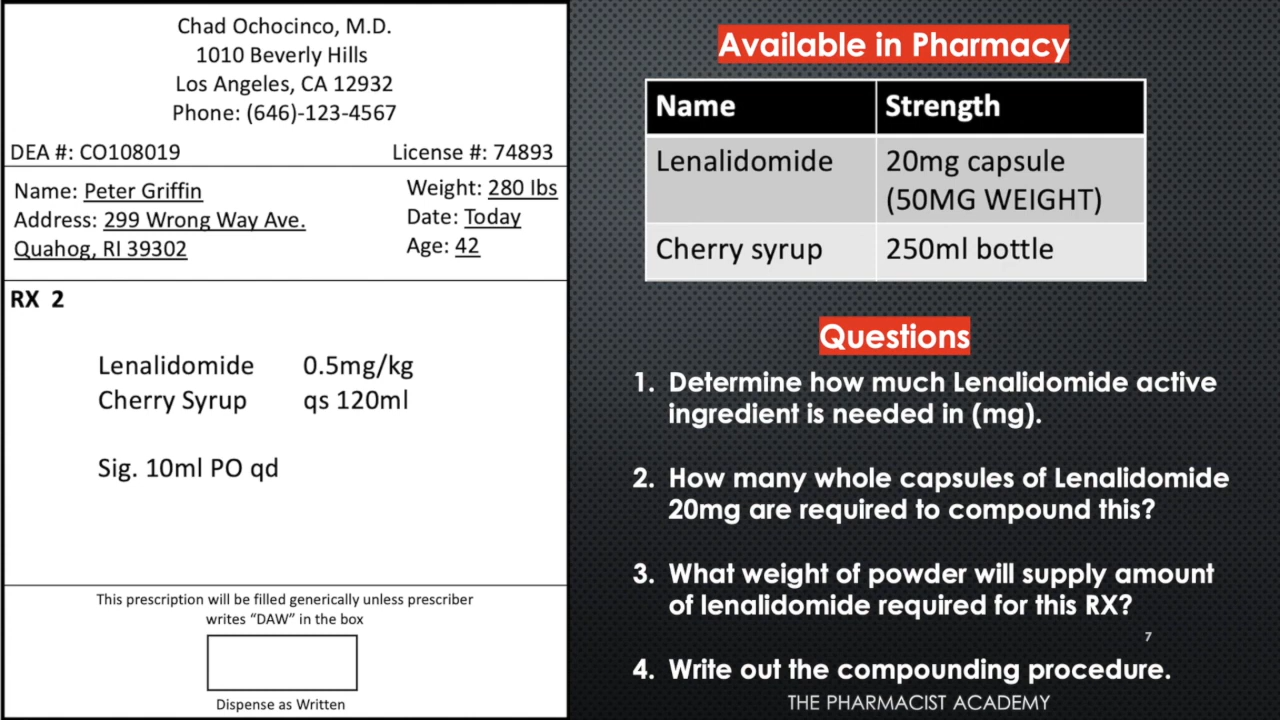 Chad Ochocinco, M.D.
1010 Beverly Hills
Los Angeles, CA 12932
Phone: (646)-123-4567
DEA #: CO108019 License #: 74893
Name: Peter Griffin Weight: 280 lbs
Address: 299 Wrong Way Ave. Date: Today
Quahog, RI 39302 Age: 42
RX 2
Lenalidomide 0.5mg/kg
Cherry Syrup qs 120ml
Sig. 10ml PO qd
This prescription will be filled generically unless prescriber
writes “DAW” in the box
Dispense as Written
Available in Pharmacy
Name Strength
Lenalidomide 20mg capsule
(50MG WEIGHT)
Cherry syrup 250ml bottle
Questions
1. Determine how much Lenalidomide active
ingredient is needed in (mg).
2. How many whole capsules of Lenalidomide
20mg are required to compound this?
3. What weight of powder will supply amount
of lenalidomide required for this RX?
7
4. Write out the compounding procedure.
THE PHARMACIST ACADEMY